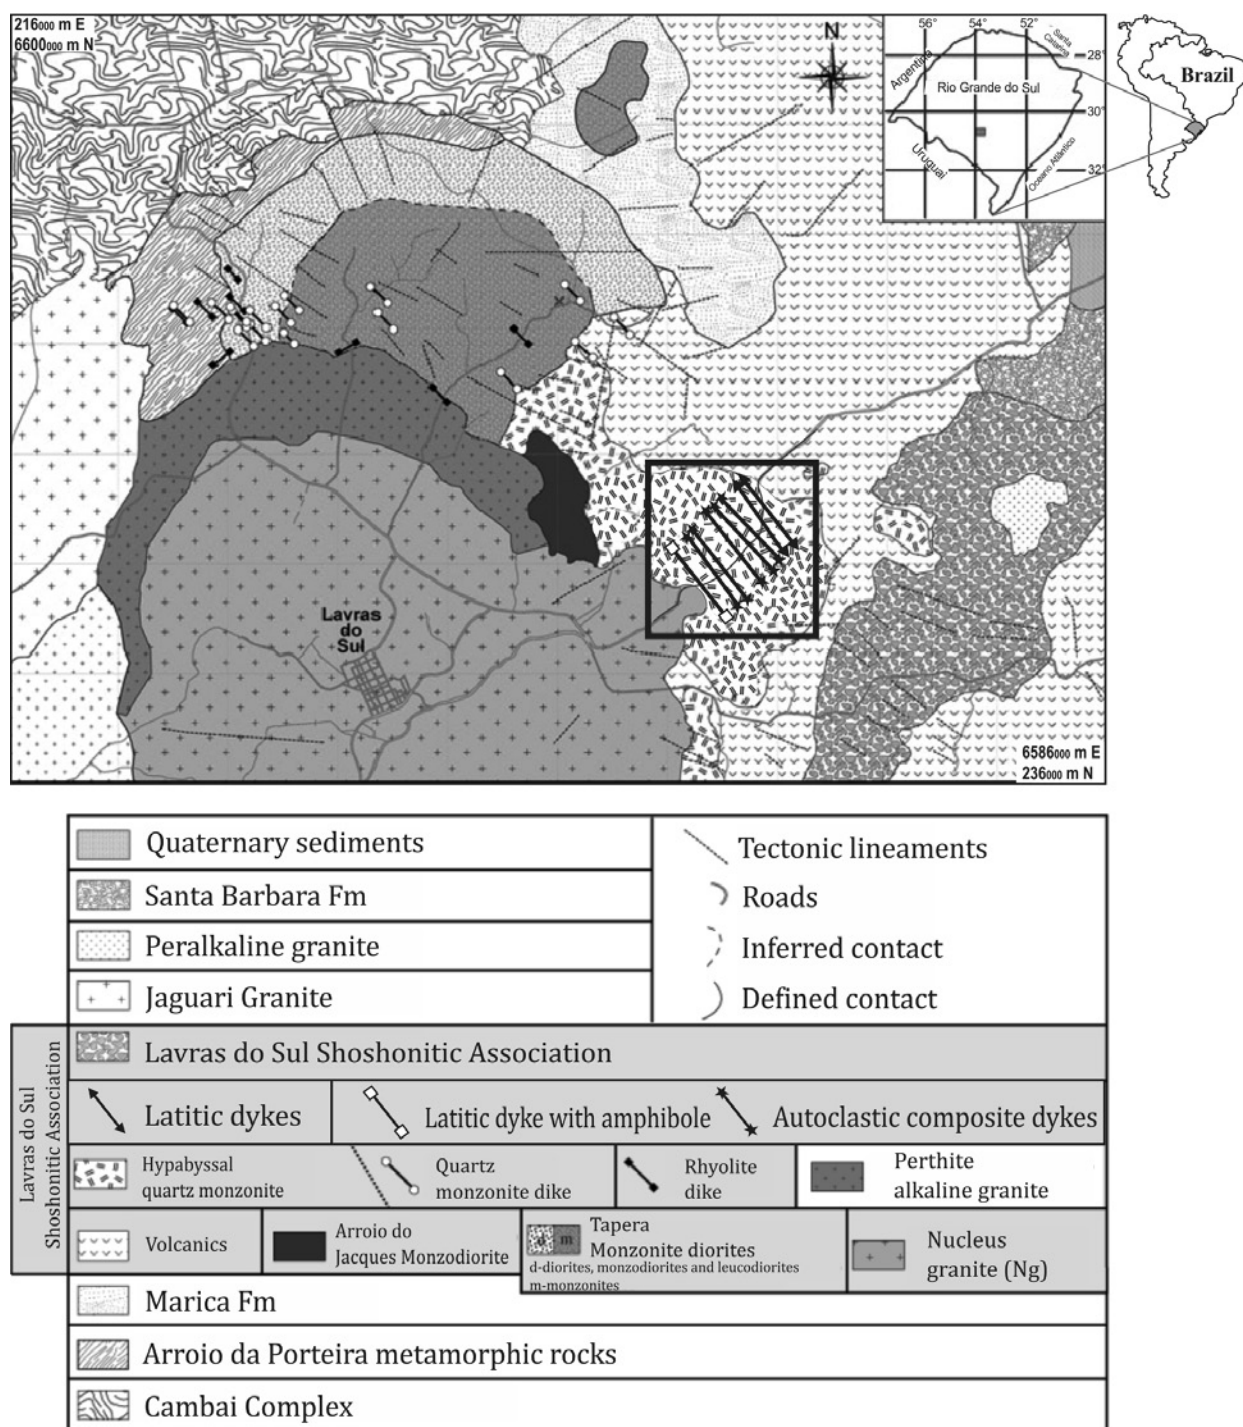 216000 m E
6600000 m N
N
56°
54°
52°
Santa
Catarina
28°
Argentina
Rio Grande do Sul
30°
Uruguai
Oceano Atlântico
32°
Brazil
Lavras
do
Sul
6586000 m E
236000 m N
Quaternary sediments
Santa Barbara Fm
Peralkaline granite
Jaguari Granite
Tectonic lineaments
Roads
Inferred contact
Defined contact
Lavras do Sul
Shoshonitic Association
Lavras do Sul Shoshonitic Association
Latitic dykes
Latitic dyke with amphibole
Autoclastic composite dykes
Hypabyssal
quartz monzonite
Quartz
monzonite dike
Rhyolite
dike
Perthite
alkaline granite
Volcanics
Arroio do
Jacques Monzodiorite
d
m
Tapera
Monzonite diorites
d-diorites, monzodiorites and leucodiorites
m-monzonites
Nucleus
granite (Ng)
Marica Fm
Arroio da Porteira metamorphic rocks
Cambai Complex